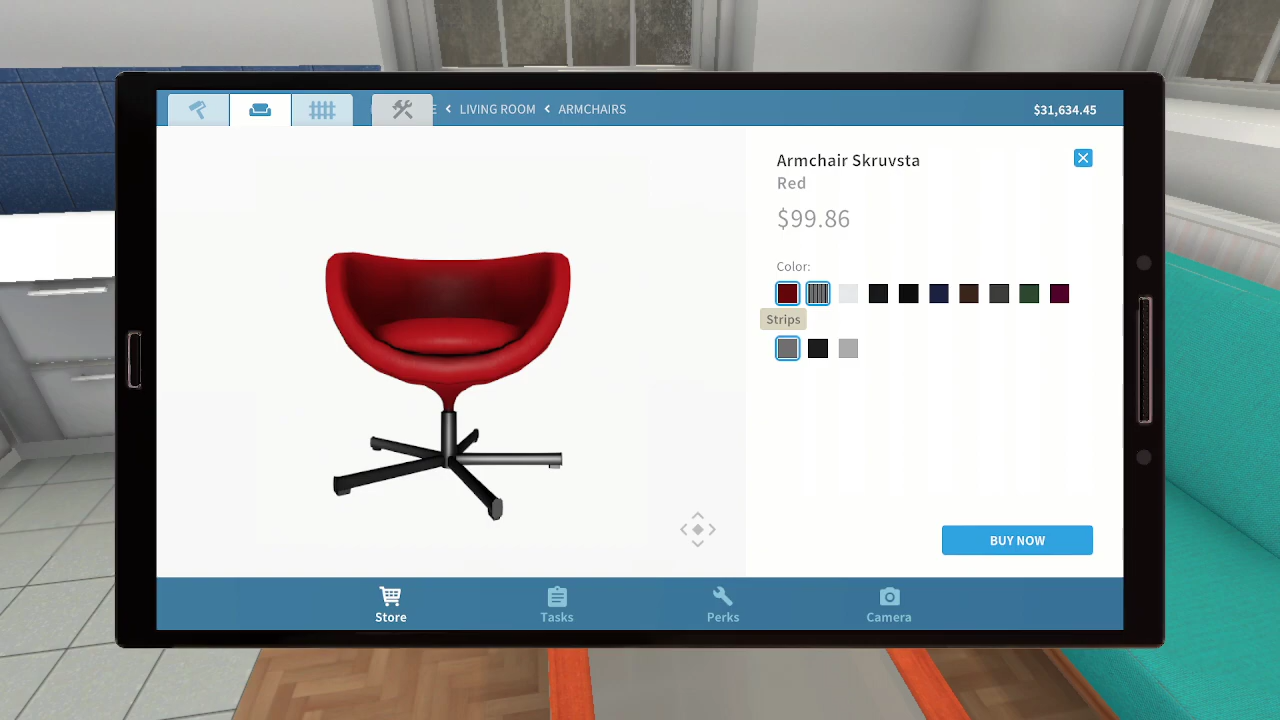 E < LIVING ROOM < ARMCHAIRS
$31,634.45
Armchair Skruvsta
Red
$99.86
Color:
Strips
BUY NOW
Store
Tasks
Perks
Camera